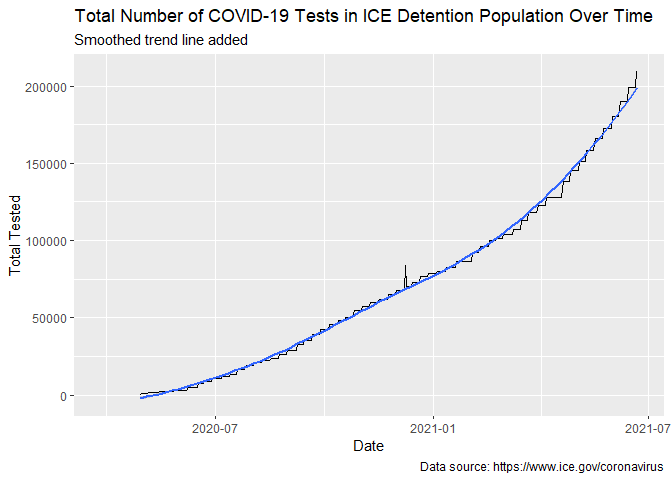 Total Number of COVID-19 Tests in ICE Detention Population Over Time
Smoothed trend line added
200000
150000
100000
50000
0
Total Tested
2020-07
2021-01
2021-07
Date
Data source: https://www.ice.gov/coronavirus